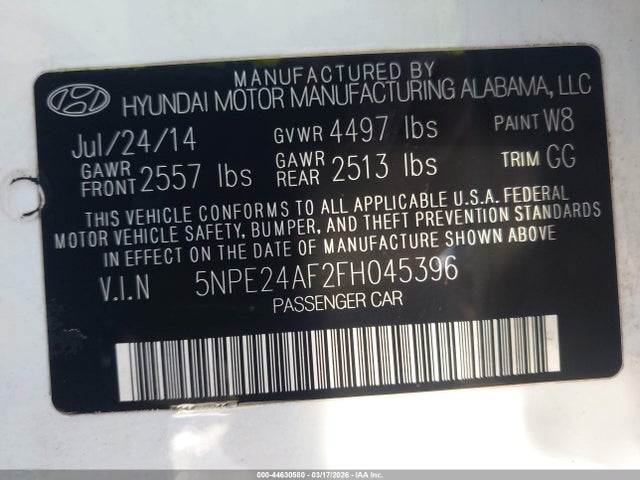 MANUFACTURED BY
HYUNDAI MOTOR MANUFACTURING ALABAMA, LLC
Jul/24/14 GVWR 4497 lbs PAINT W8
GAWR FRONT 2557 lbs GAWR REAR 2513 lbs TRIM GG
THIS VEHICLE CONFORMS TO ALL APPLICABLE U.S.A. FEDERAL
MOTOR VEHICLE SAFETY, BUMPER, AND THEFT PREVENTION STANDARDS
IN EFFECT ON THE DATE OF MANUFACTURE SHOWN ABOVE
V.I.N 5NPE24AF2FH045396
PASSENGER CAR
000-44630580 - 03/17/2026 - IAA Inc.